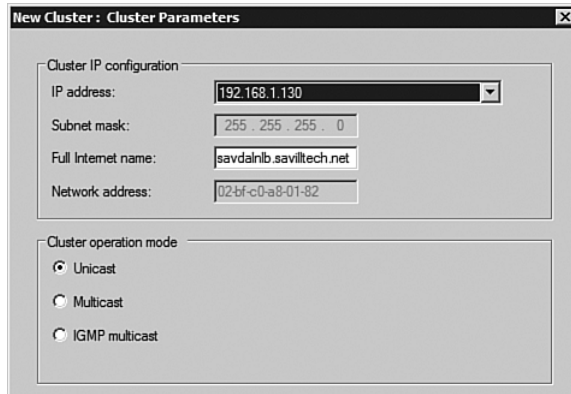 New Cluster : Cluster Parameters
Cluster IP configuration
IP address: 192.168.1.130
Subnet mask: 255 . 255 . 255 . 0
Full Internet name: savdalnlb.savilltech.net
Network address: 02-bf-c0-a8-01-82
Cluster operation mode
Unicast
Multicast
IGMP multicast